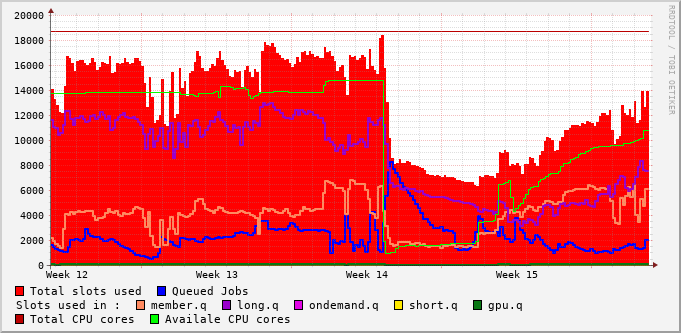 20000
18000
16000
14000
12000
10000
8000
6000
4000
2000
0
Week 12 Week 13 Week 14 Week 15
Total slots used Queued Jobs
Slots used in : member.q long.q ondemand.q short.q gpu.q
Total CPU cores Availale CPU cores
RRDTOOL / TOBI OETIKER